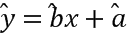 ŷ = b̂x + â